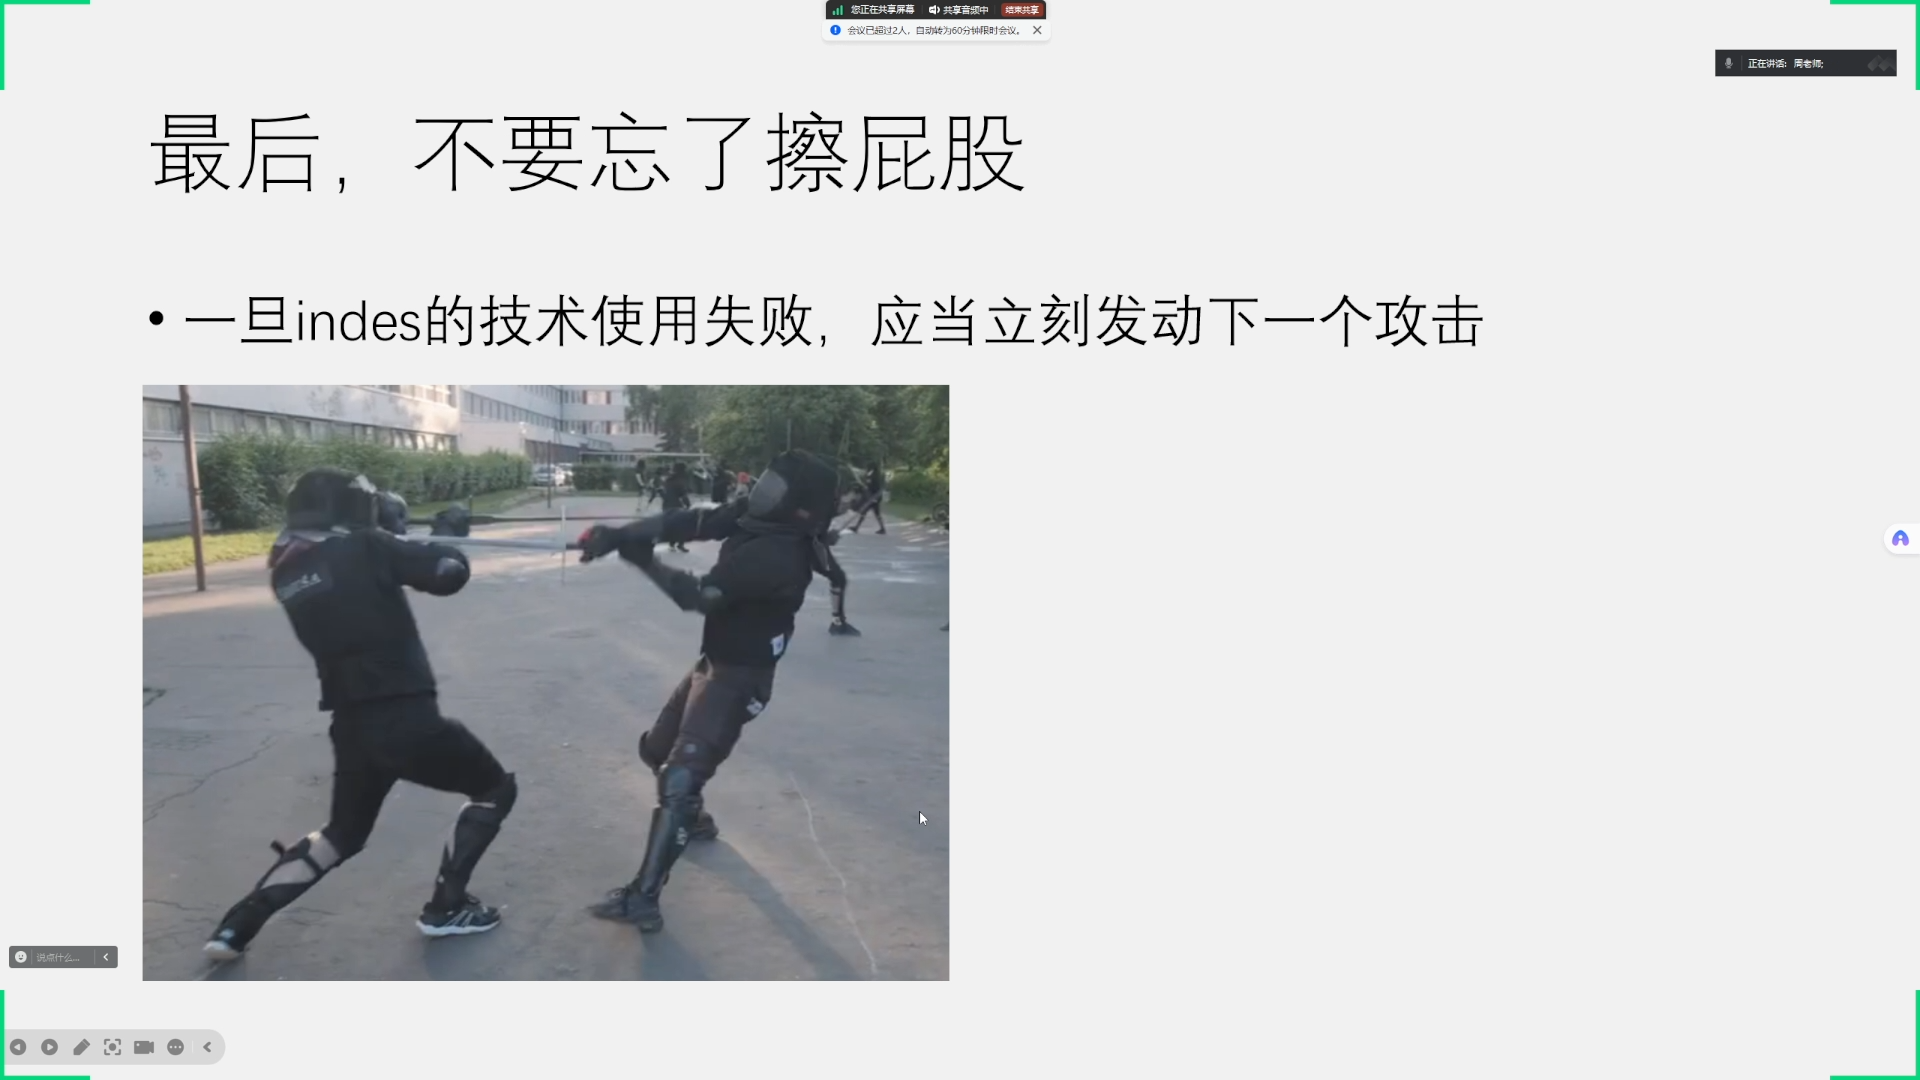 您正在共享屏幕 共享音频中 结束共享
会议已超过2人，自动转为60分钟限时会议。
正在讲话: 周老师;
最后，不要忘了擦屁股
• 一旦indes的技术使用失败，应当立刻发动下一个攻击
说点什么...